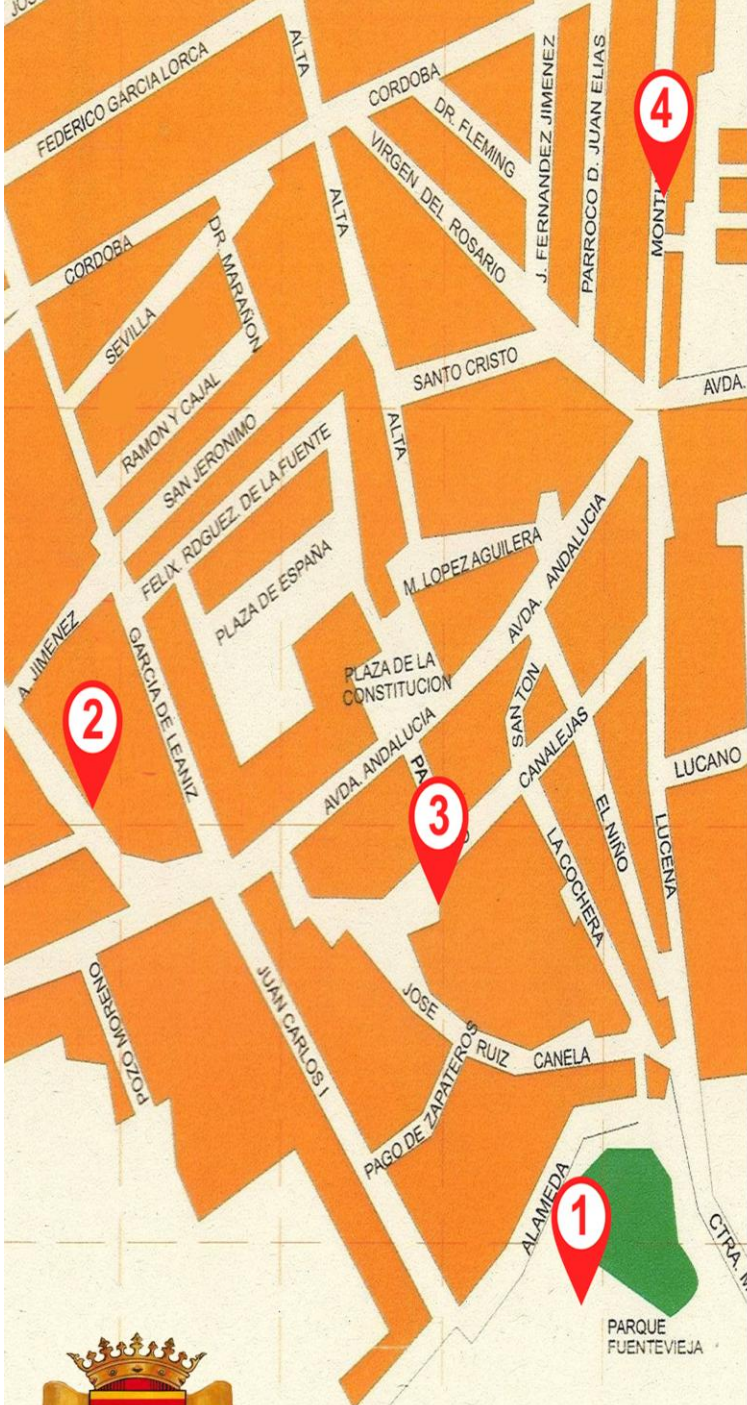 FEDERICO GARCIA LORCA
ALTA
CORDOBA
DR. FLEMING
VIRGEN DEL ROSARIO
J. FERNANDEZ JIMENEZ
PARROCO D. JUAN ELIAS
4
ALTA
DR. MARAÑON
CORDOBA
SEVILLA
SANTO CRISTO
AVDA.
RAMON Y CAJAL
SAN JERONIMO
ALTA
FELIX. RDGUEZ. DE LA FUENTE
PLAZA DE ESPAÑA
M. LOPEZ AGUILERA
AVDA. ANDALUCIA
A. JIMENEZ
GARCIA DE LEANIZ
PLAZA DE LA
CONSTITUCION
2
AVDA. ANDALUCIA
SAN TON
CANALEJAS
LUCANO
3
EL NIÑO
LUCENA
LA COCHERA
POZO MORENO
JUAN CARLOS I
JOSE RUIZ CANELA
PAGO DE ZAPATEROS
ALAMEDA
1
CTRA.
PARQUE
FUENTEVIEJA